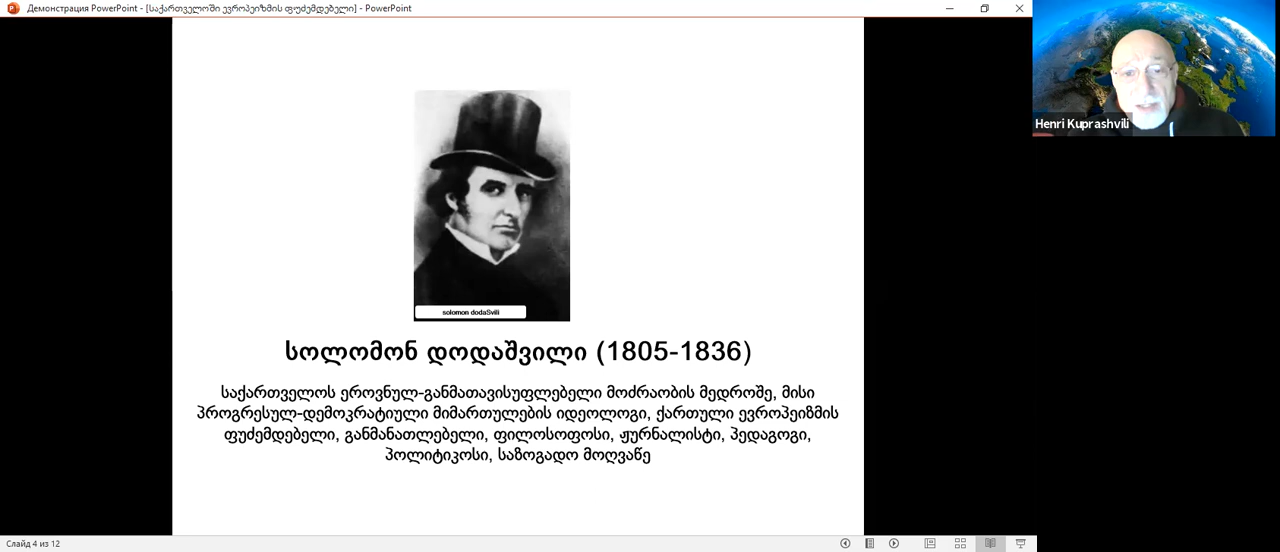 Демонстрация PowerPoint - [საქართველოში ევროპეიზმის ფუძემდებელი] - PowerPoint
Henri Kuprashvili
solomon dodaSvili
სოლომონ დოდაშვილი (1805-1836)
საქართველოს ეროვნულ-განმათავისუფლებელი მოძრაობის მედროშე, მისი
პროგრესულ-დემოკრატიული მიმართულების იდეოლოგი, ქართული ევროპეიზმის
ფუძემდებელი, განმანათლებელი, ფილოსოფოსი, ჟურნალისტი, პედაგოგი,
პოლიტიკოსი, საზოგადო მოღვაწე
Слайд 4 из 12